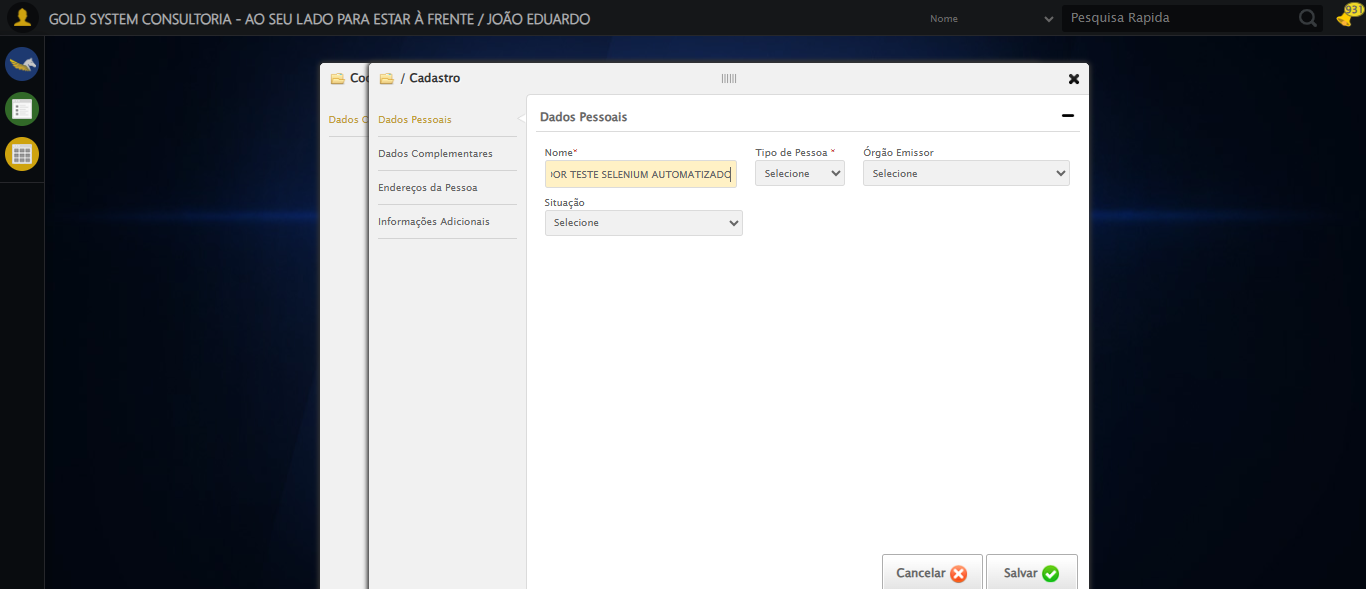 GOLD SYSTEM CONSULTORIA - AO SEU LADO PARA ESTAR À FRENTE / JOÃO EDUARDO
Nome
Pesquisa Rapida
931
/ Cadastro
Dados Pessoais
Dados Complementares
Endereços da Pessoa
Informações Adicionais
Dados Pessoais
Nome*
Tipo de Pessoa *
Órgão Emissor
TESTE SELENIUM AUTOMATIZADO
Selecione
Selecione
Situação
Selecione
Cancelar
Salvar
Dados